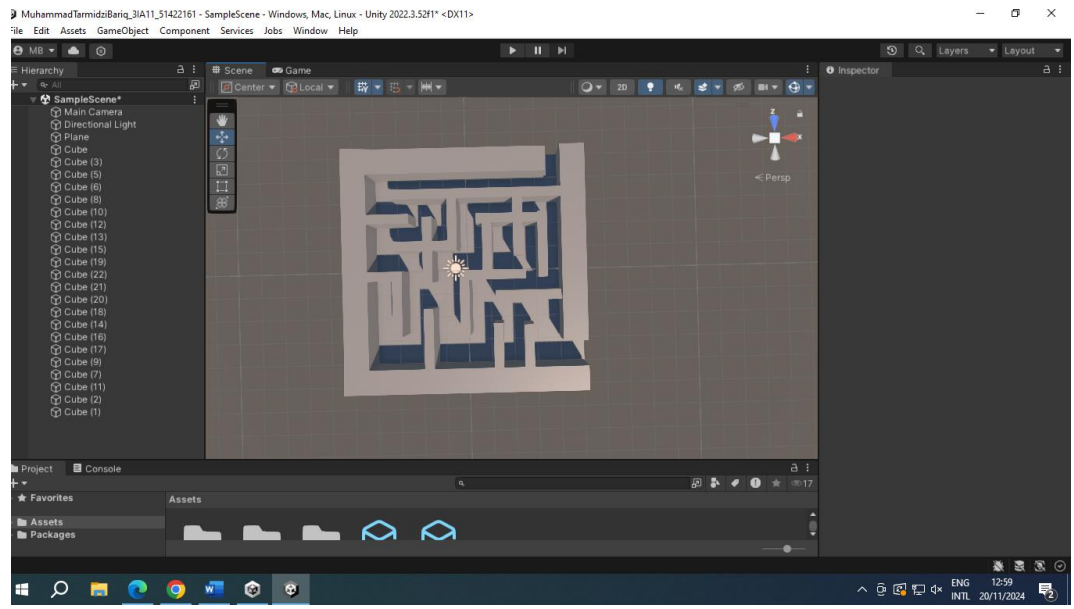 MuhammadTarmidziBariq_3IA11_51422161 - SampleScene - Windows, Mac, Linux - Unity 2022.3.52f1* <DX11>
File Edit Assets GameObject Component Services Jobs Window Help
MB Layers Layout
Hierarchy Scene Game Inspector
All Center Local 2D
SampleScene*
Main Camera
Directional Light
Plane
Cube
Cube (3)
Cube (5)
Cube (6)
Cube (8)
Cube (10)
Cube (12)
Cube (13)
Cube (15)
Cube (19)
Cube (22)
Cube (21)
Cube (20)
Cube (18)
Cube (14)
Cube (16)
Cube (17)
Cube (9)
Cube (7)
Cube (11)
Cube (2)
Cube (1)
z
x
Persp
Project Console
17
Favorites
Assets
Packages
Assets
ENG
INTL
12:59
20/11/2024
2